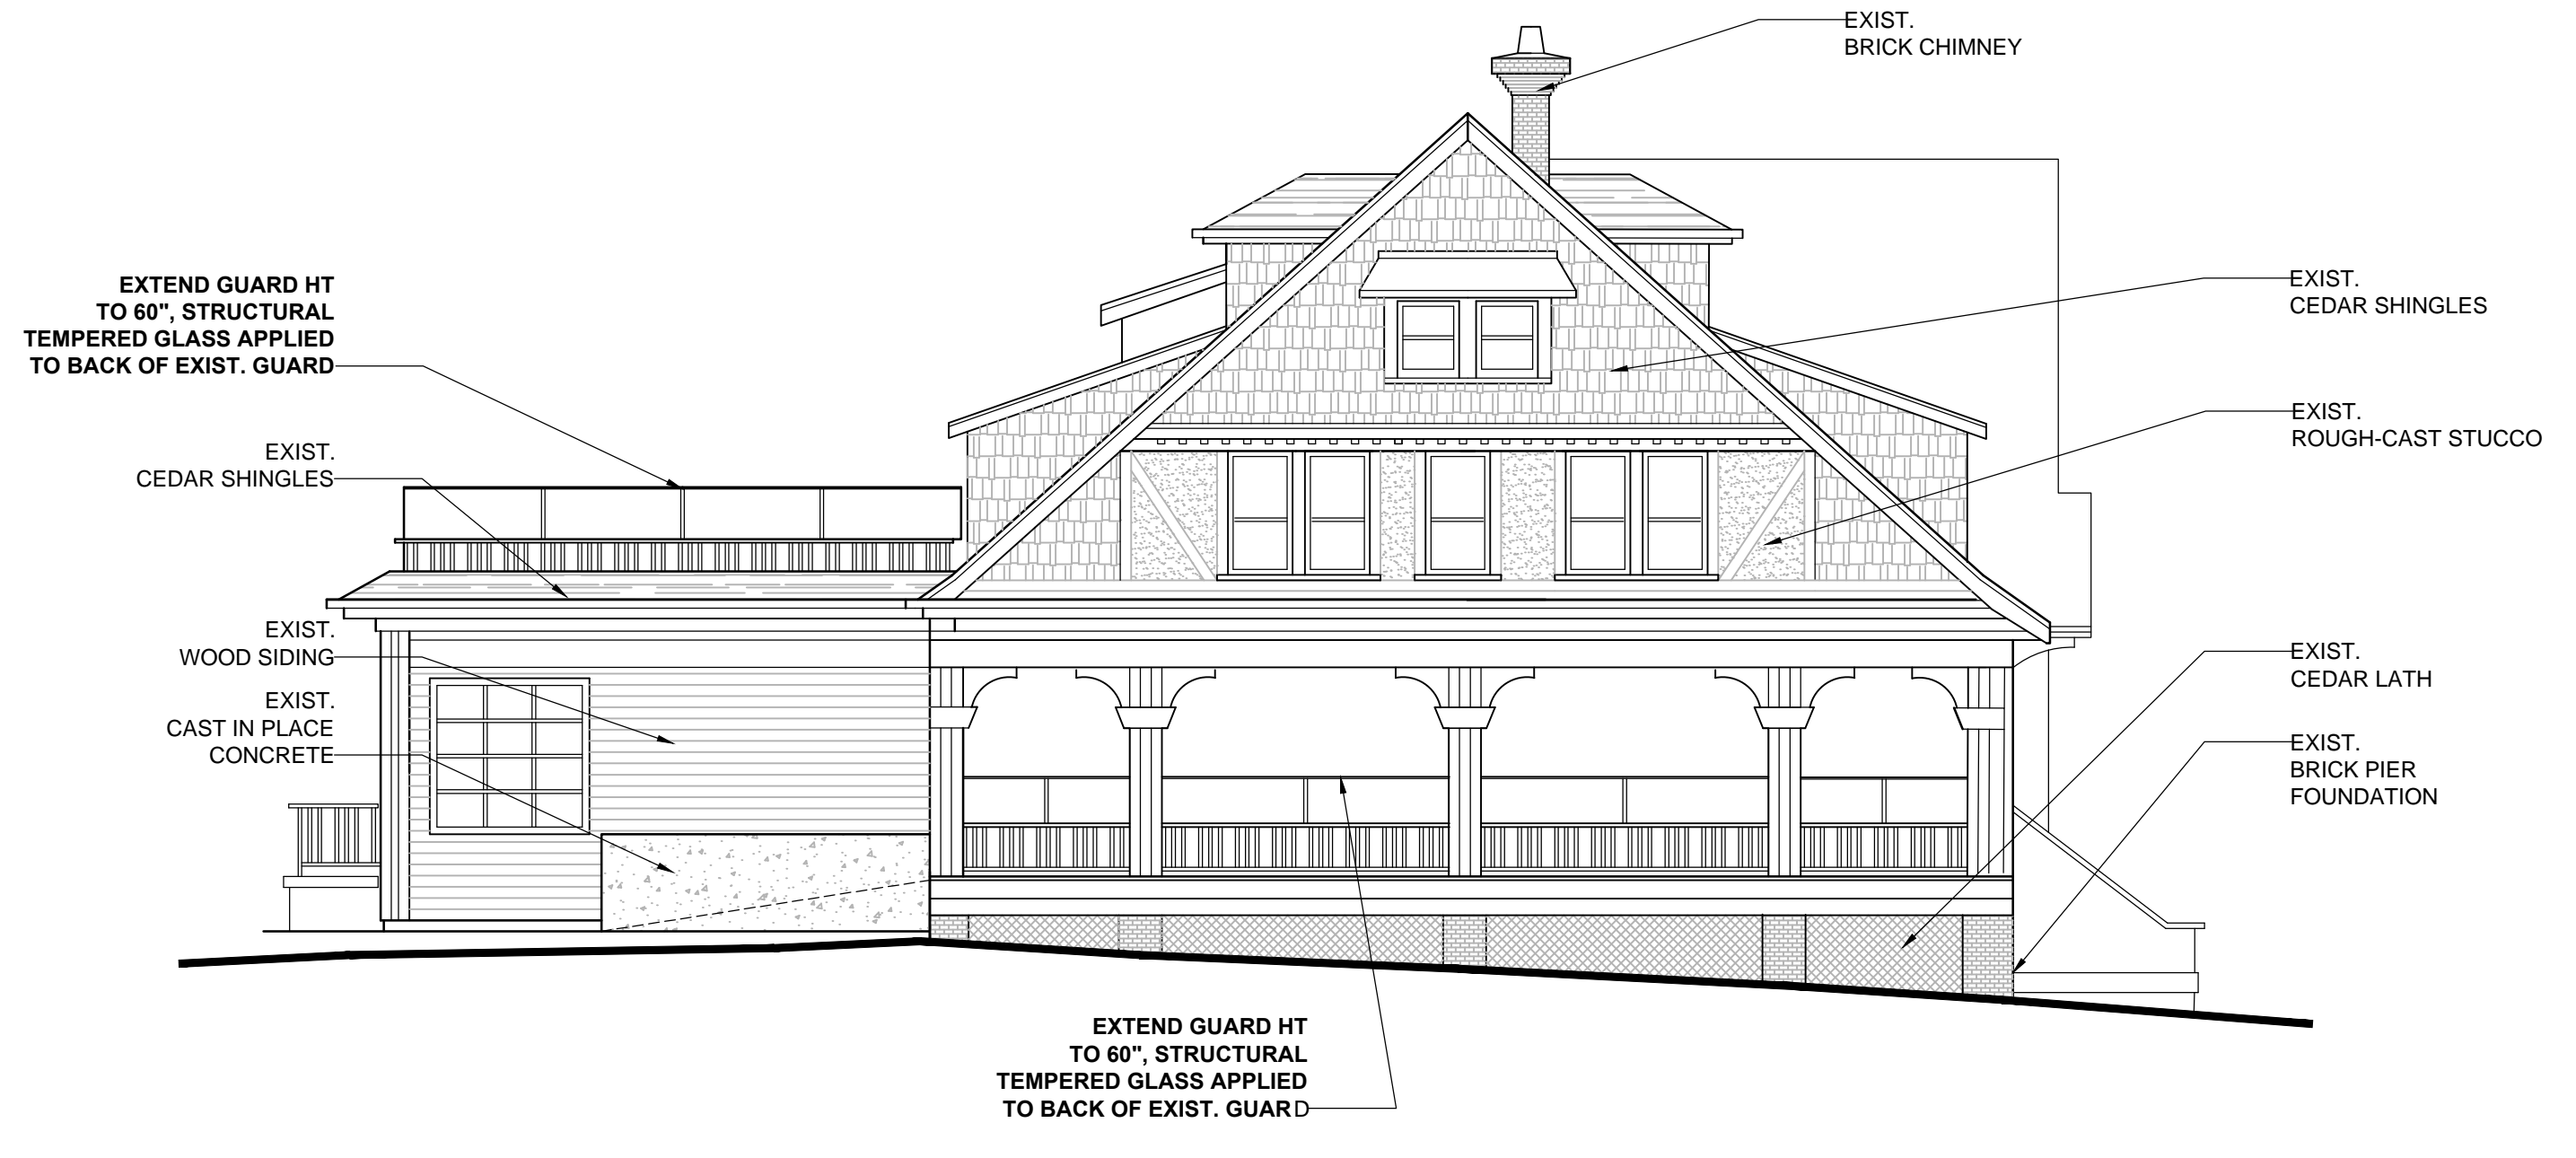 EXIST.
BRICK CHIMNEY
EXTEND GUARD HT
TO 60", STRUCTURAL
TEMPERED GLASS APPLIED
TO BACK OF EXIST. GUARD
EXIST.
CEDAR SHINGLES
EXIST.
ROUGH-CAST STUCCO
EXIST.
CEDAR SHINGLES
EXIST.
WOOD SIDING
EXIST.
CAST IN PLACE
CONCRETE
EXIST.
CEDAR LATH
EXIST.
BRICK PIER
FOUNDATION
EXTEND GUARD HT
TO 60", STRUCTURAL
TEMPERED GLASS APPLIED
TO BACK OF EXIST. GUARD